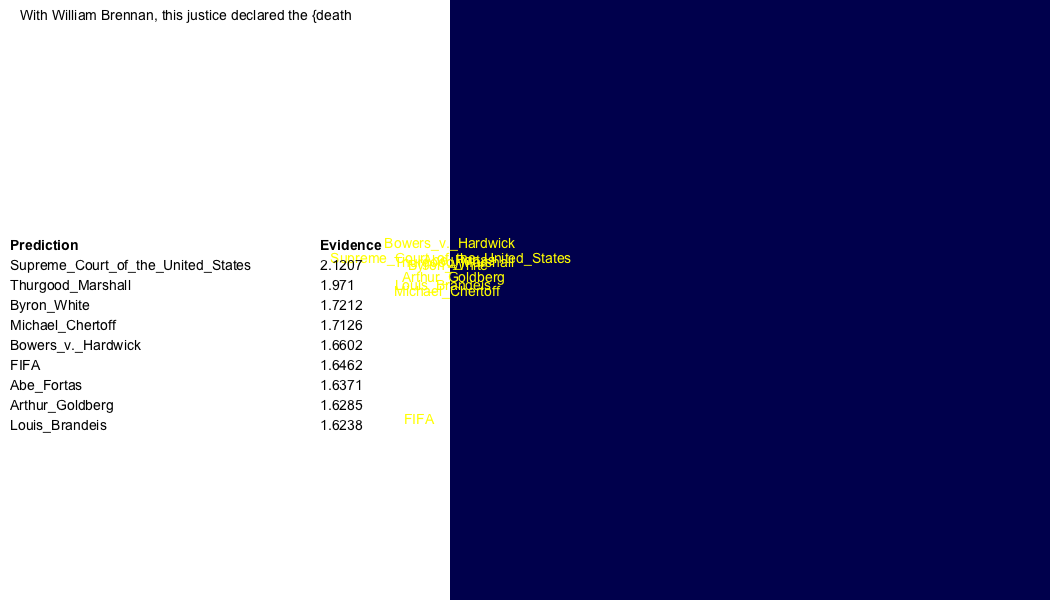 With William Brennan, this justice declared the {death
Prediction Evidence
Supreme_Court_of_the_United_States 2.1207
Thurgood_Marshall 1.971
Byron_White 1.7212
Michael_Chertoff 1.7126
Bowers_v._Hardwick 1.6602
FIFA 1.6462
Abe_Fortas 1.6371
Arthur_Goldberg 1.6285
Louis_Brandeis 1.6238
Bowers_v._Hardwick
Supreme_Court_of_the_United_States
Byron_White
Arthur_Goldberg
Louis_Brandeis
Michael_Chertoff
FIFA